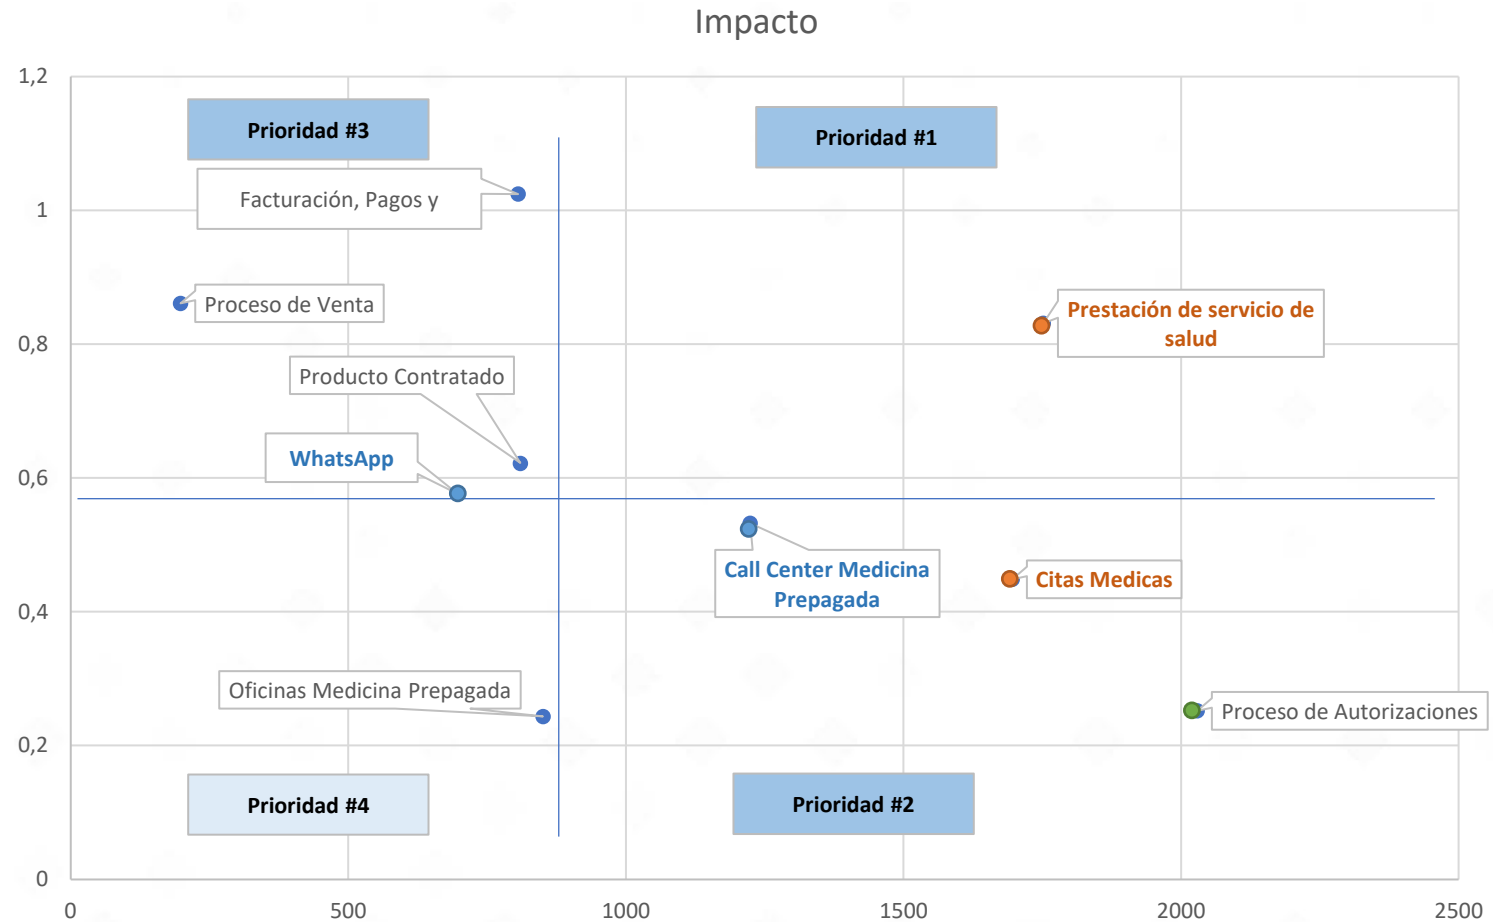 Impacto
1,2
Prioridad #3
Prioridad #1
Facturación, Pagos y
1
Proceso de Venta
Prestación de servicio de
salud
0,8
Producto Contratado
WhatsApp
0,6
Call Center Medicina
Prepagada
Citas Medicas
0,4
Oficinas Medicina Prepagada
Proceso de Autorizaciones
0,2
Prioridad #4
Prioridad #2
0
0 500 1000 1500 2000 2500